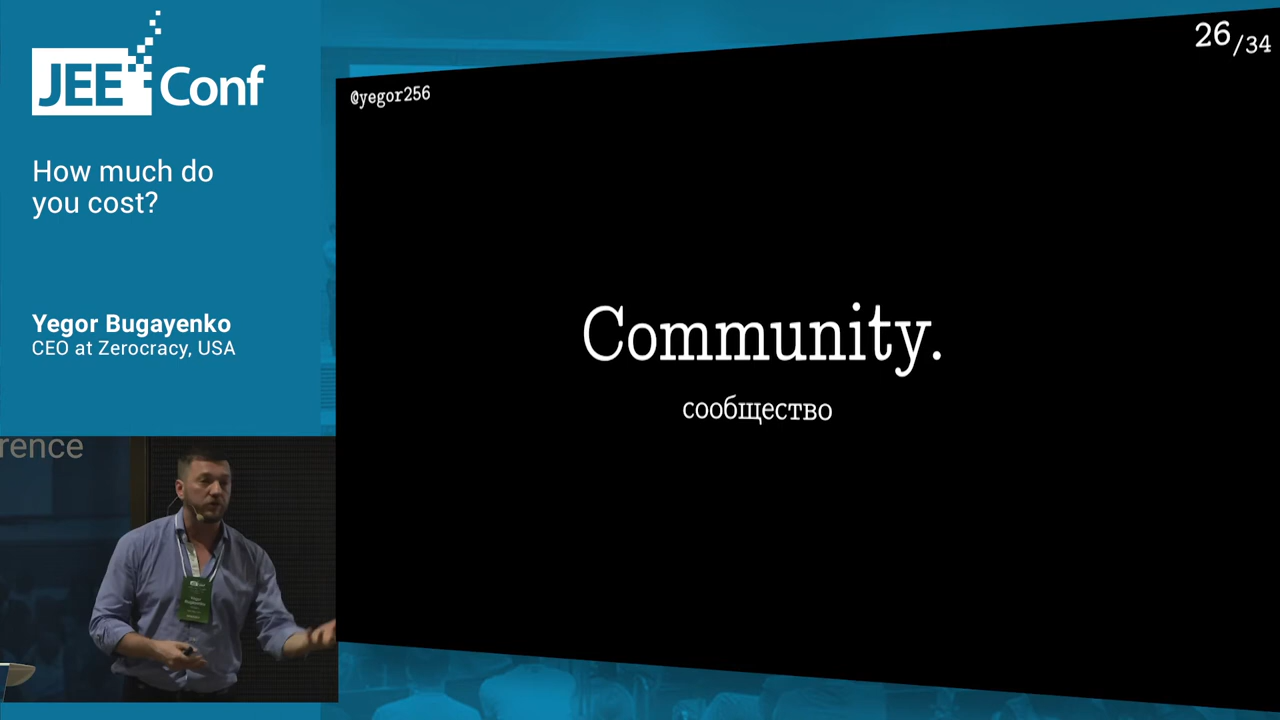 JEE Conf
How much do
you cost?
Yegor Bugayenko
CEO at Zerocracy, USA
rence
@yegor256
26/34
Community.
сообщество